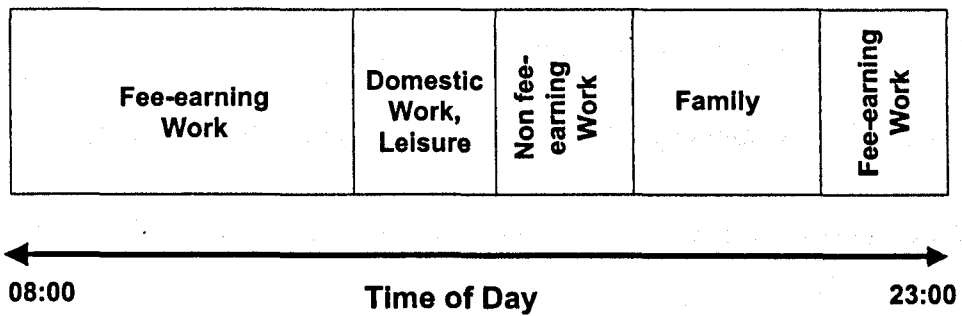 Fee-earning
Work
Domestic
Work,
Leisure
Non fee-
earning
Work
Family
Fee-earning
Work
08:00
Time of Day
23:00